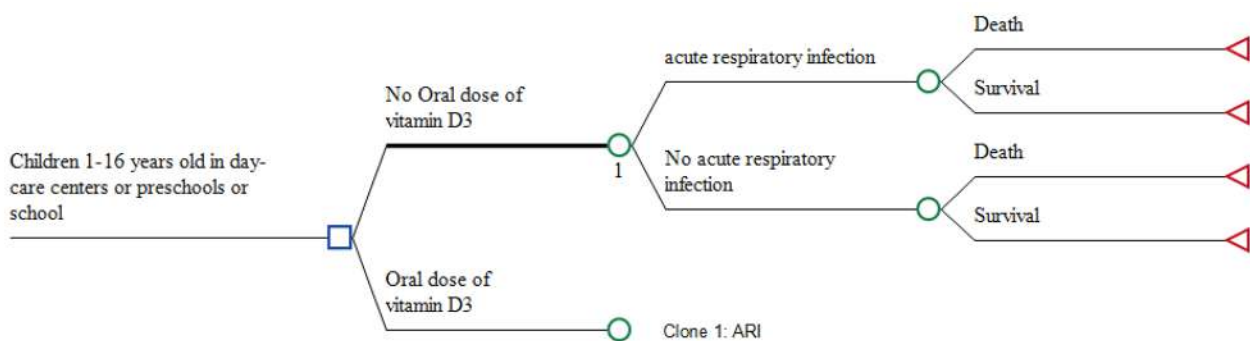 Children 1-16 years old in day-
care centers or preschools or
school
No Oral dose of
vitamin D3
1
acute respiratory infection
Death
Survival
No acute respiratory
infection
Death
Survival
Oral dose of
vitamin D3
Clone 1: ARI